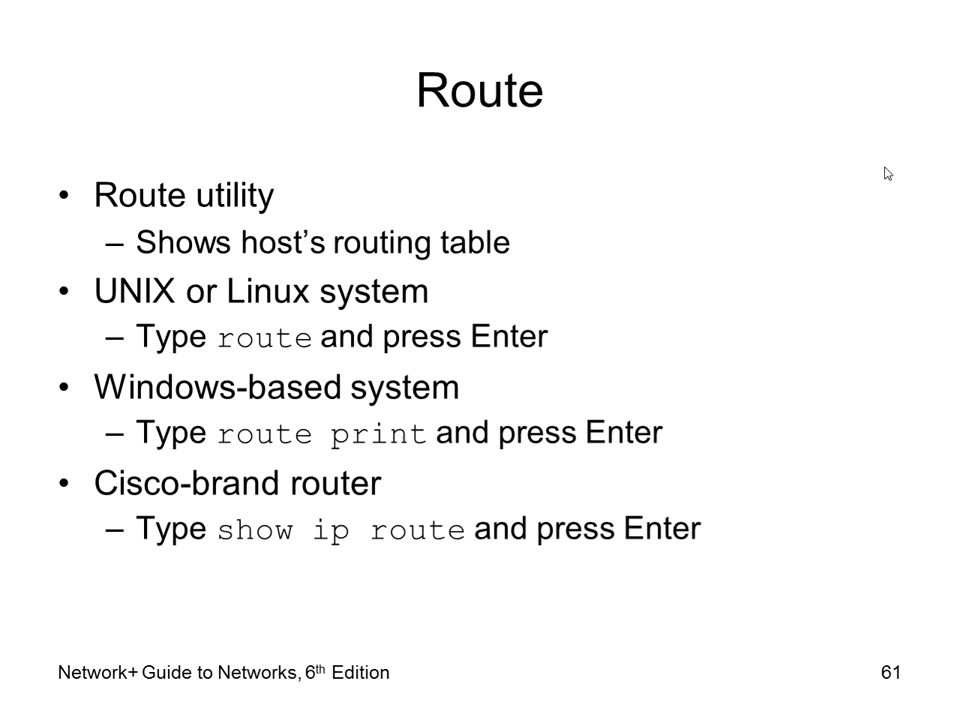 Route
• Route utility
– Shows host’s routing table
• UNIX or Linux system
– Type route and press Enter
• Windows-based system
– Type route print and press Enter
• Cisco-brand router
– Type show ip route and press Enter
Network+ Guide to Networks, 6th Edition
61